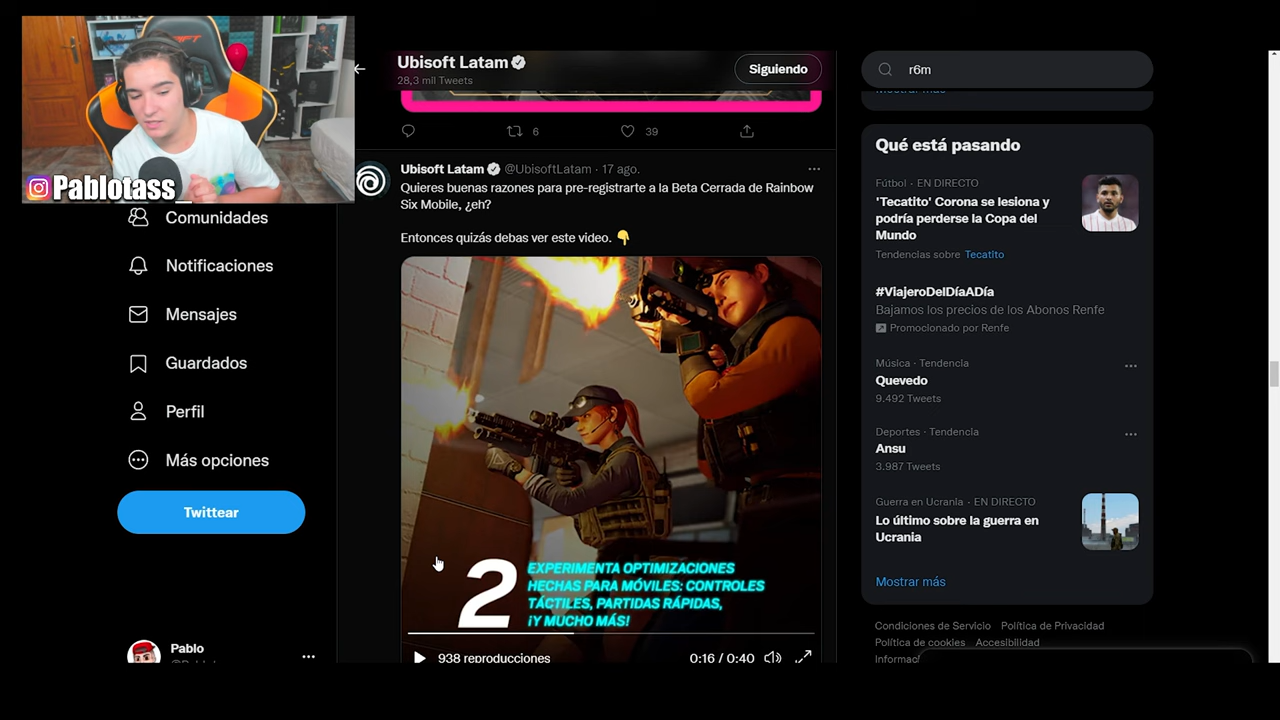 Pablotass_
Comunidades
Notificaciones
Mensajes
Guardados
Perfil
Más opciones
Twittear
Pablo
Ubisoft Latam
28,3 mil Tweets
Siguiendo
6
39
Ubisoft Latam @UbisoftLatam · 17 ago.
Quieres buenas razones para pre-registrarte a la Beta Cerrada de Rainbow
Six Mobile, ¿eh?
Entonces quizás debas ver este video. 👇
2
EXPERIMENTA OPTIMIZACIONES
HECHAS PARA MÓVILES: CONTROLES
TÁCTILES, PARTIDAS RÁPIDAS,
¡Y MUCHO MÁS!
938 reproducciones
0:16 / 0:40
r6m
Mostrar más
Qué está pasando
Fútbol · EN DIRECTO
'Tecatito' Corona se lesiona y
podría perderse la Copa del
Mundo
Tendencias sobre Tecatito
#ViajeroDelDíaADía
Bajamos los precios de los Abonos Renfe
Promocionado por Renfe
Música · Tendencia
Quevedo
9.492 Tweets
Deportes · Tendencia
Ansu
3.987 Tweets
Guerra en Ucrania · EN DIRECTO
Lo último sobre la guerra en
Ucrania
Mostrar más
Condiciones de Servicio Política de Privacidad
Política de cookies Accesibilidad